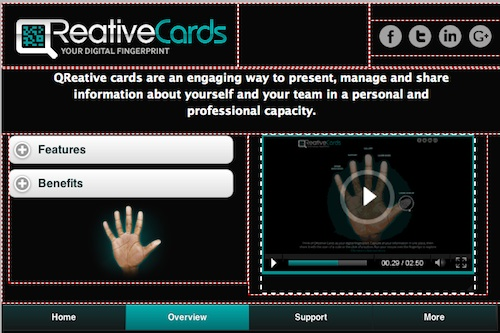 QReativeCards
YOUR DIGITAL FINGERPRINT
QReative cards are an engaging way to present, manage and share
information about yourself and your team in a personal and
professional capacity.
Features
Benefits
QReativeCards
00.29 / 02.50
Home
Overview
Support
More